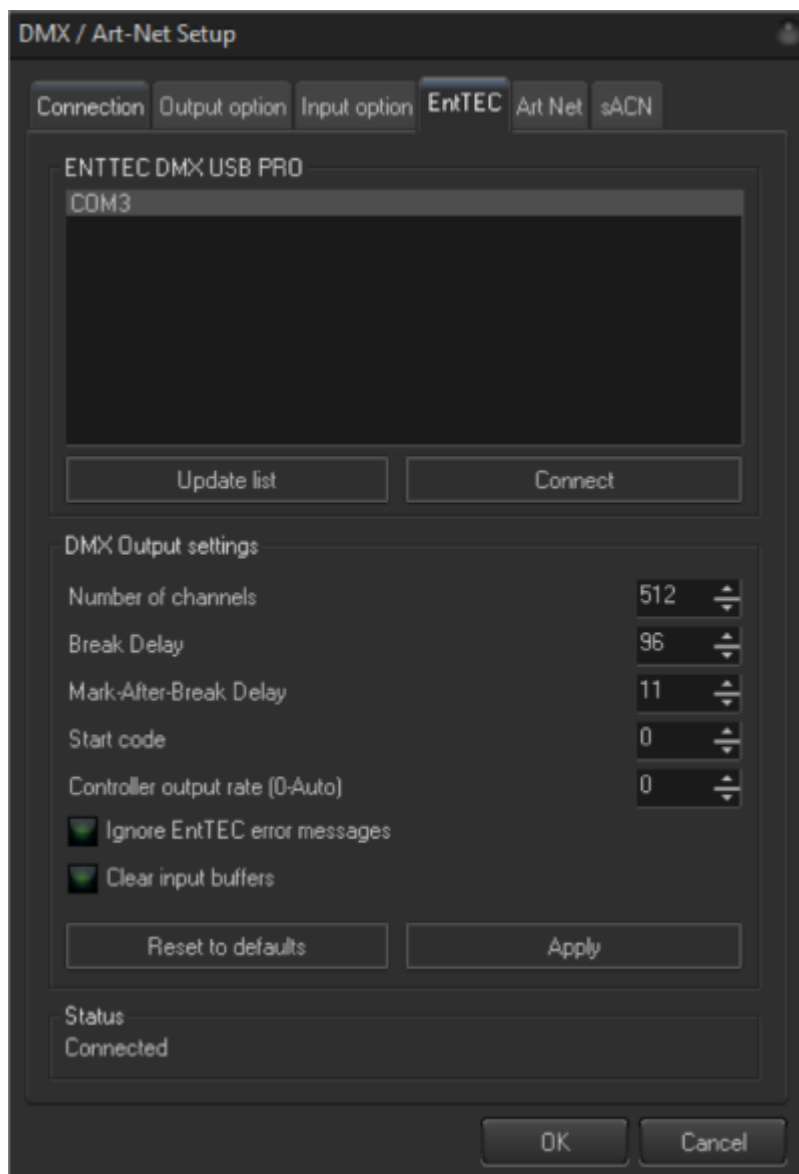 DMX / Art-Net Setup
Connection Output option Input option EntTEC Art Net sACN
ENTTEC DMX USB PRO
COM3
Update list Connect
DMX Output settings
Number of channels 512
Break Delay 96
Mark-After-Break Delay 11
Start code 0
Controller output rate (0-Auto) 0
Ignore EntTEC error messages
Clear input buffers
Reset to defaults Apply
Status
Connected
OK Cancel